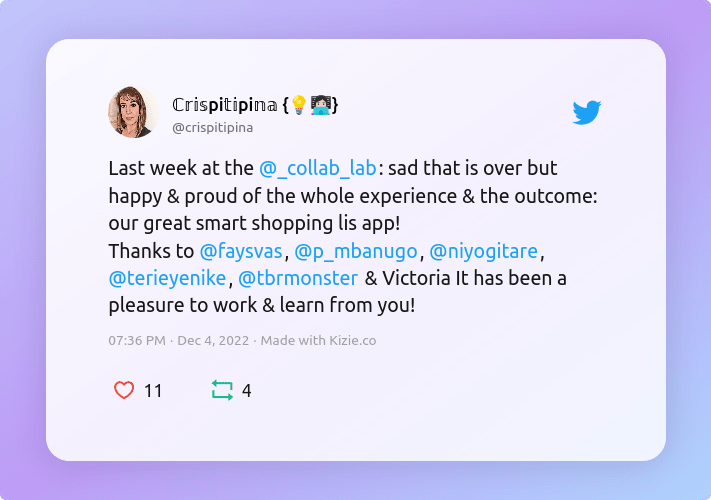 ℂ𝕣𝕚𝕤pi𝕥𝕚pi𝕟𝕒 {💡👩🏻‍💻}
@crispitipina
Last week at the @_collab_lab: sad that is over but
happy & proud of the whole experience & the outcome:
our great smart shopping lis app!
Thanks to @faysvas, @p_mbanugo, @niyogitare,
@terieyenike, @tbrmonster & Victoria It has been a
pleasure to work & learn from you!
07:36 PM · Dec 4, 2022 · Made with Kizie.co
11 4